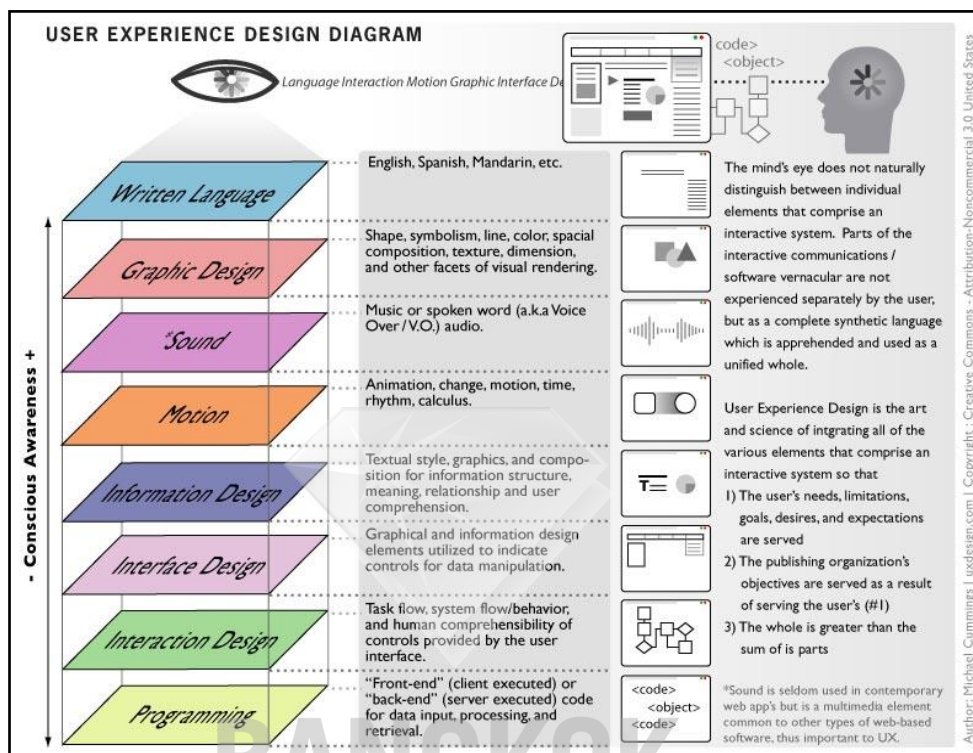 USER EXPERIENCE DESIGN DIAGRAM
Language Interaction Motion Graphic Interface De
code>
<object>
Written Language
English, Spanish, Mandarin, etc.
Graphic Design
Shape, symbolism, line, color, spacial
composition, texture, dimension,
and other facets of visual rendering.
*Sound
Music or spoken word (a.k.a Voice
Over / V.O.) audio.
Motion
Animation, change, motion, time,
rhythm, calculus.
Information Design
Textual style, graphics, and compo-
sition for information structure,
meaning, relationship and user
comprehension.
Interface Design
Graphical and information design
elements utilized to indicate
controls for data manipulation.
Interaction Design
Task flow, system flow/behavior,
and human comprehensibility of
controls provided by the user
interface.
Programming
"Front-end" (client executed) or
"back-end" (server executed) code
for data input, processing, and
retrieval.
- Conscious Awareness +
T
<code>
<object>
<code>
The mind's eye does not naturally
distinguish between individual
elements that comprise an
interactive system. Parts of the
interactive communications /
software vernacular are not
experienced separately by the user,
but as a complete synthetic language
which is apprehended and used as a
unified whole.
User Experience Design is the art
and science of intgrating all of the
various elements that comprise an
interactive system so that
1) The user's needs, limitations,
goals, desires, and expectations
are served
2) The publishing organization's
objectives are served as a result
of serving the user's (#1)
3) The whole is greater than the
sum of is parts
*Sound is seldom used in contemporary
web app's but is a multimedia element
common to other types of web-based
software, thus important to UX.
Author: Michael Cummings | uxdesign.com | Copyright : Creative Commons Attribution-Noncommercial 3.0 United States
BANGKOK